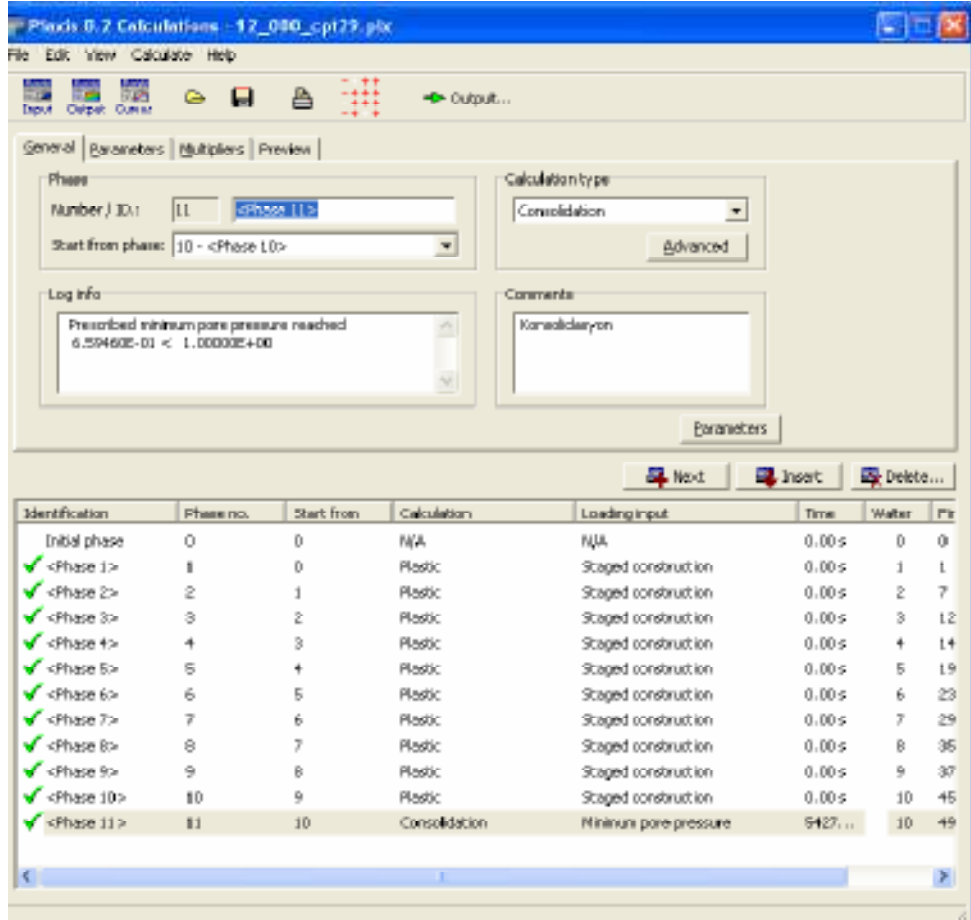 Plaxis 8.2 Calculations - 12_000_cpt23.plx
File Edit View Calculate Help
Input Output Curves Output...
General Parameters Multipliers Preview
Phase
Number / ID.: 11 <Phase 11>
Start from phase: 10 - <Phase 10>
Calculation type
Consolidation
Advanced
Log info
Prescribed minimum pore pressure reached
6.59460E-01 < 1.00000E+00
Comments
Konsolidasyon
Parameters
Next Insert Delete...
Identification Phase no. Start from Calculation Loading input Time Water Fir
Initial phase 0 0 N/A N/A 0.00 s 0 0
<Phase 1> 1 0 Plastic Staged construction 0.00 s 1 1
<Phase 2> 2 1 Plastic Staged construction 0.00 s 2 7
<Phase 3> 3 2 Plastic Staged construction 0.00 s 3 12
<Phase 4> 4 3 Plastic Staged construction 0.00 s 4 14
<Phase 5> 5 4 Plastic Staged construction 0.00 s 5 19
<Phase 6> 6 5 Plastic Staged construction 0.00 s 6 23
<Phase 7> 7 6 Plastic Staged construction 0.00 s 7 29
<Phase 8> 8 7 Plastic Staged construction 0.00 s 8 35
<Phase 9> 9 8 Plastic Staged construction 0.00 s 9 37
<Phase 10> 10 9 Plastic Staged construction 0.00 s 10 45
<Phase 11> 11 10 Consolidation Minimum pore pressure 5427... 10 49